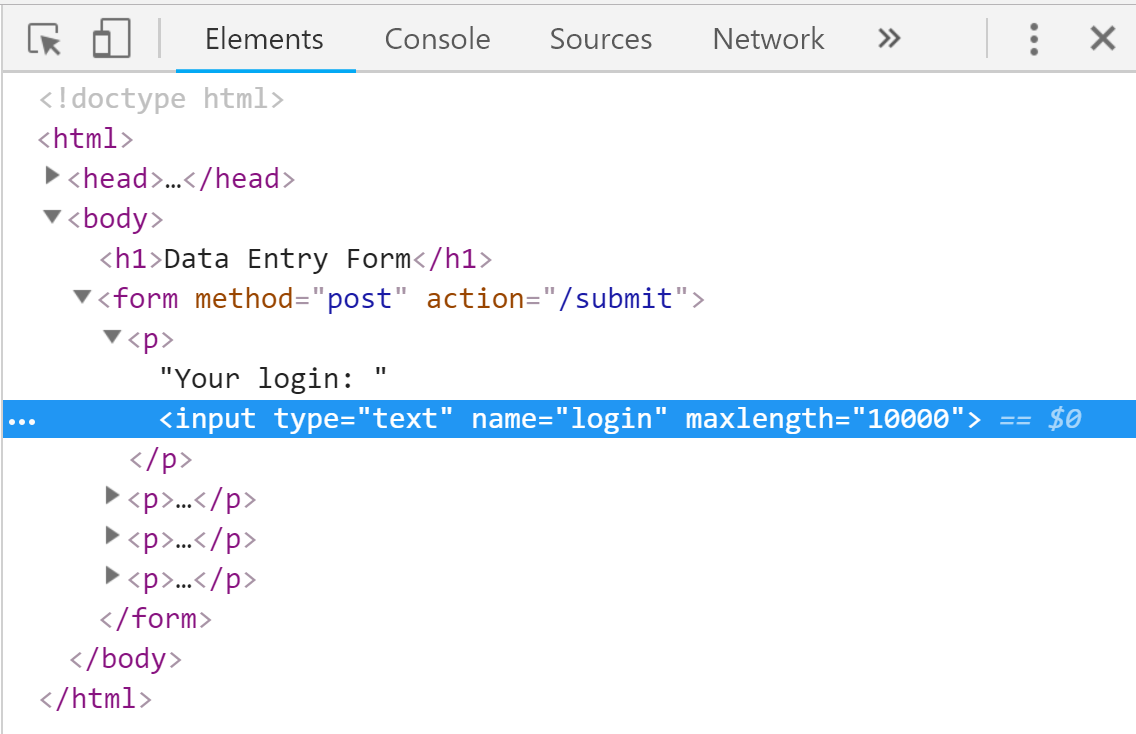 Elements Console Sources Network »
<!doctype html>
<html>
<head>…</head>
<body>
<h1>Data Entry Form</h1>
<form method="post" action="/submit">
<p>
"Your login: "
… <input type="text" name="login" maxlength="10000"> == $0
</p>
<p>…</p>
<p>…</p>
<p>…</p>
</form>
</body>
</html>